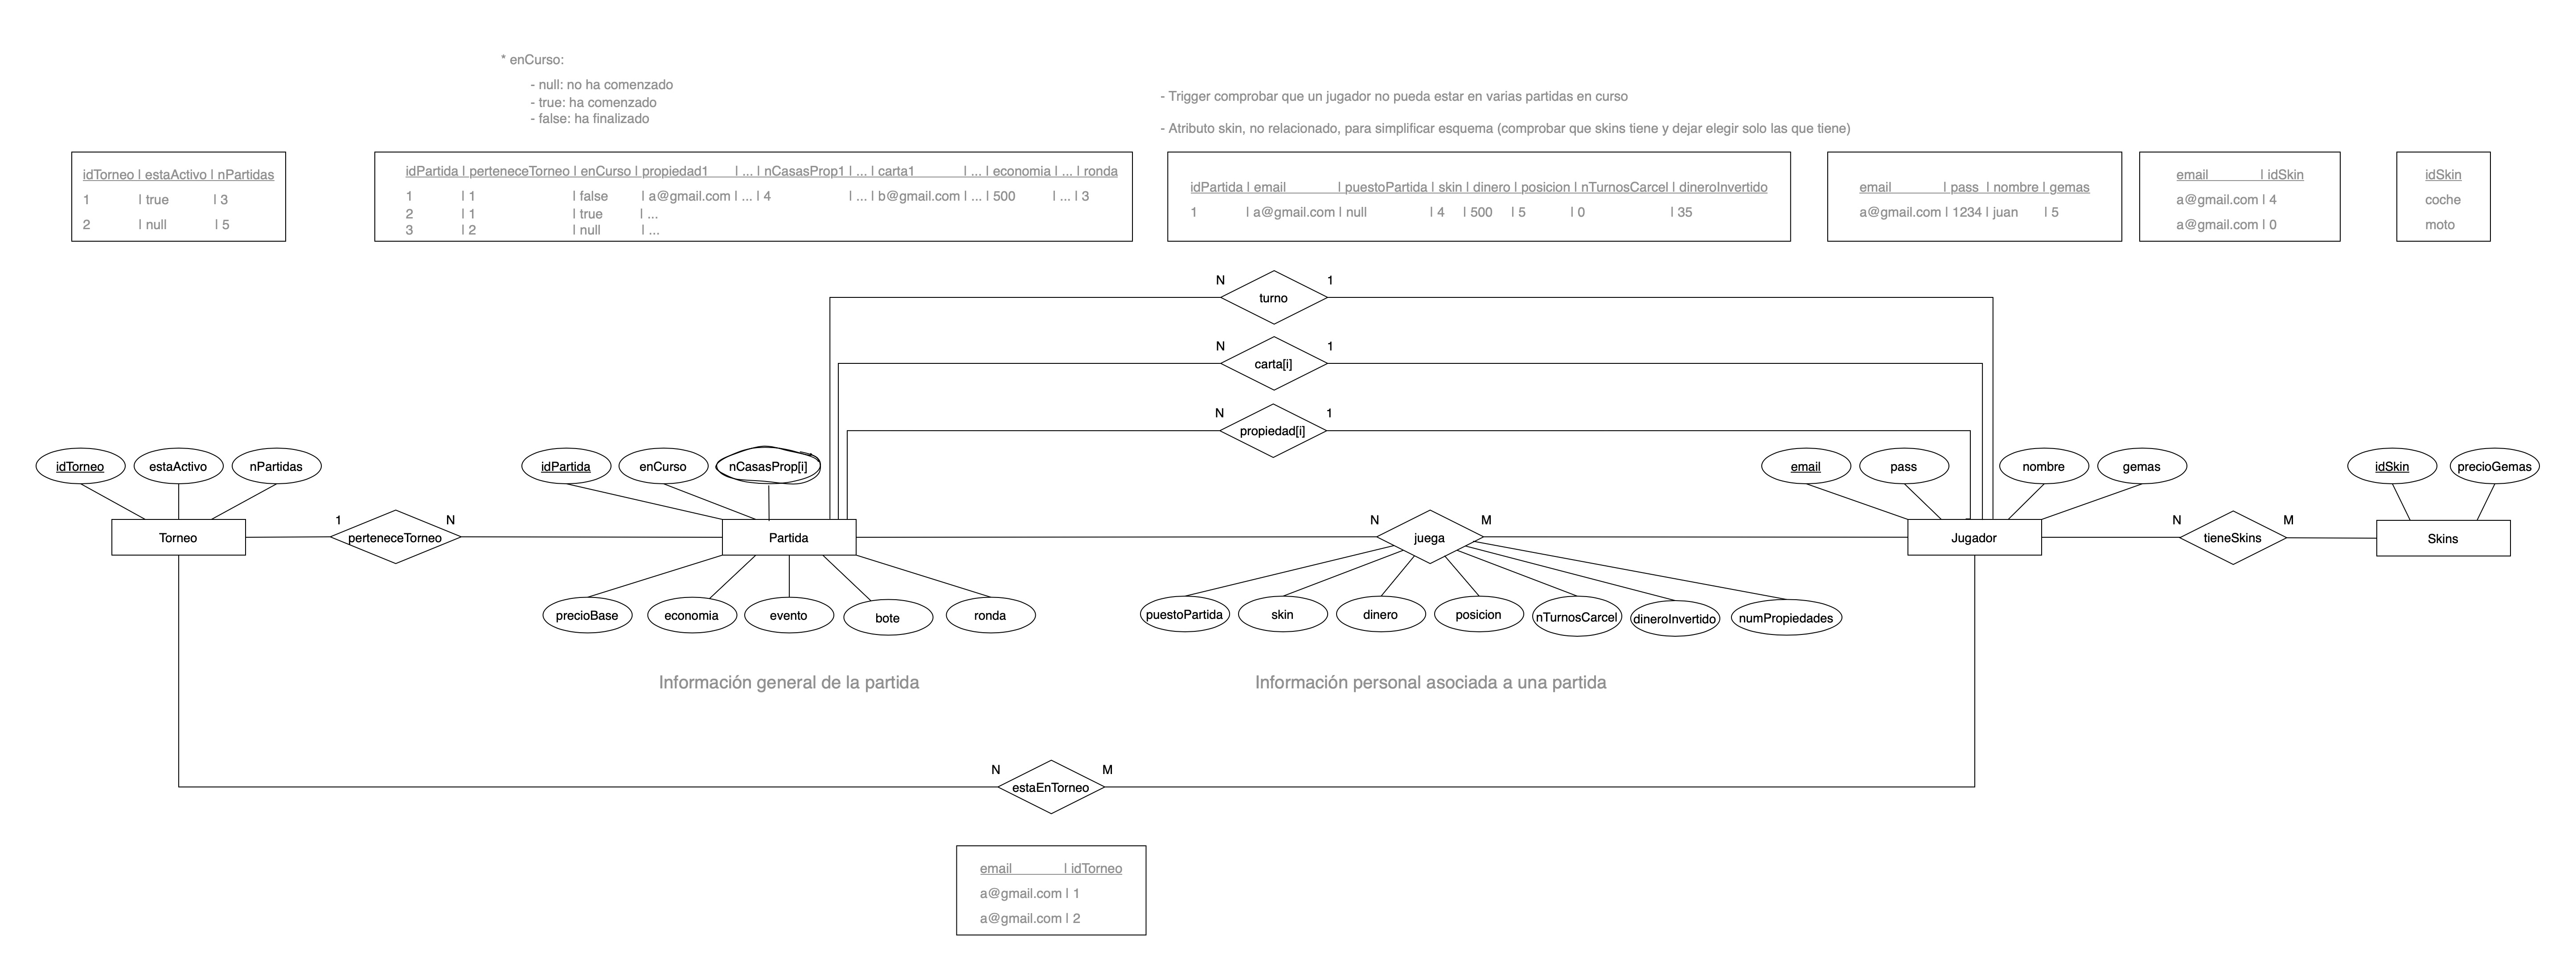 * enCurso:
- null: no ha comenzado
- true: ha comenzado
- false: ha finalizado
- Trigger comprobar que un jugador no pueda estar en varias partidas en curso
- Atributo skin, no relacionado, para simplificar esquema (comprobar que skins tiene y dejar elegir solo las que tiene)
idTorneo | estaActivo | nPartidas
1 | true | 3
2 | null | 5
idPartida | perteneceTorneo | enCurso | propiedad1 | ... | nCasasProp1 | ... | carta1 | ... | economia | ... | ronda
1 | 1 | false | a@gmail.com | ... | 4 | ... | b@gmail.com | ... | 500 | ... | 3
2 | 1 | true | ...
3 | 2 | null | ...
idPartida | email | puestoPartida | skin | dinero | posicion | nTurnosCarcel | dineroInvertido
1 | a@gmail.com | null | 4 | 500 | 5 | 0 | 35
email | pass | nombre | gemas
a@gmail.com | 1234 | juan | 5
email | idSkin
a@gmail.com | 4
a@gmail.com | 0
idSkin
coche
moto
N turno 1
N carta[i] 1
N propiedad[i] 1
idTorneo estaActivo nPartidas
idPartida enCurso nCasasProp[i]
email pass nombre gemas
idSkin precioGemas
Torneo 1 perteneceTorneo N Partida N juega M Jugador N tieneSkins M Skins
precioBase economia evento bote ronda
puestoPartida skin dinero posicion nTurnosCarcel dineroInvertido numPropiedades
Información general de la partida
Información personal asociada a una partida
N estaEnTorneo M
email | idTorneo
a@gmail.com | 1
a@gmail.com | 2